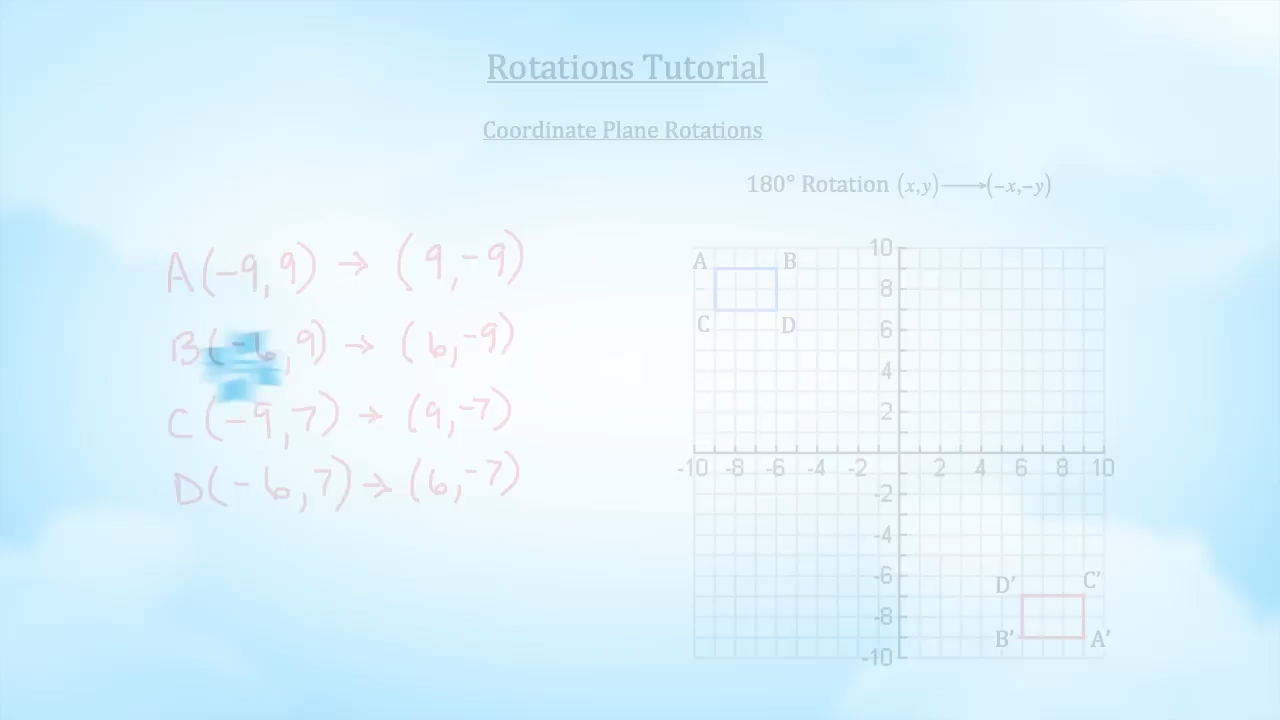 Rotations Tutorial
Coordinate Plane Rotations
180° Rotation (x,y)⟶(−x,−y)
A(-9,9) → (9,-9)
B(-6,9) → (6,-9)
C(-9,7) → (9,-7)
D(-6,7) → (6,-7)
A B
C D
10
8
6
4
2
-10 -8 -6 -4 -2 2 4 6 8 10
-2
-4
-6
-8
-10
D′ C′
B′ A′